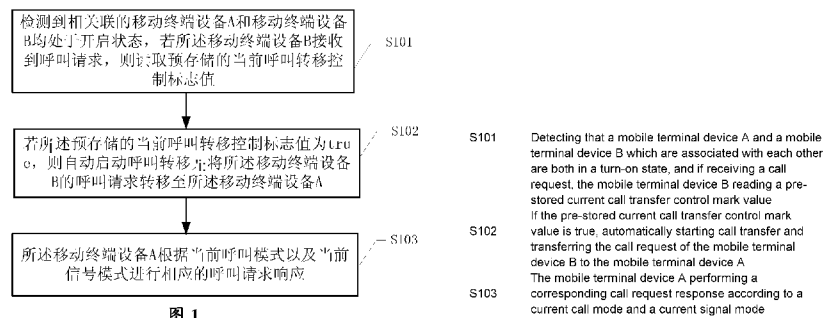 检测到相关联的移动终端设备A和移动终端设备
B均处于开启状态，若所述移动终端设备B接收
到呼叫请求，则读取预存储的当前呼叫转移控
制标志值
S101
若所述预存储的当前呼叫转移控制标志值为tru
e，则自动启动呼叫转移并将所述移动终端设备
B的呼叫请求转移至所述移动终端设备A
S102
所述移动终端设备A根据当前呼叫模式以及当前
信号模式进行相应的呼叫请求响应
S103
图 1
S101 Detecting that a mobile terminal device A and a mobile
terminal device B which are associated with each other
are both in a turn-on state, and if receiving a call
request, the mobile terminal device B reading a pre-
stored current call transfer control mark value
If the pre-stored current call transfer control mark
S102 value is true, automatically starting call transfer and
transferring the call request of the mobile terminal
device B to the mobile terminal device A
The mobile terminal device A performing a
S103 corresponding call request response according to a
current call mode and a current signal mode